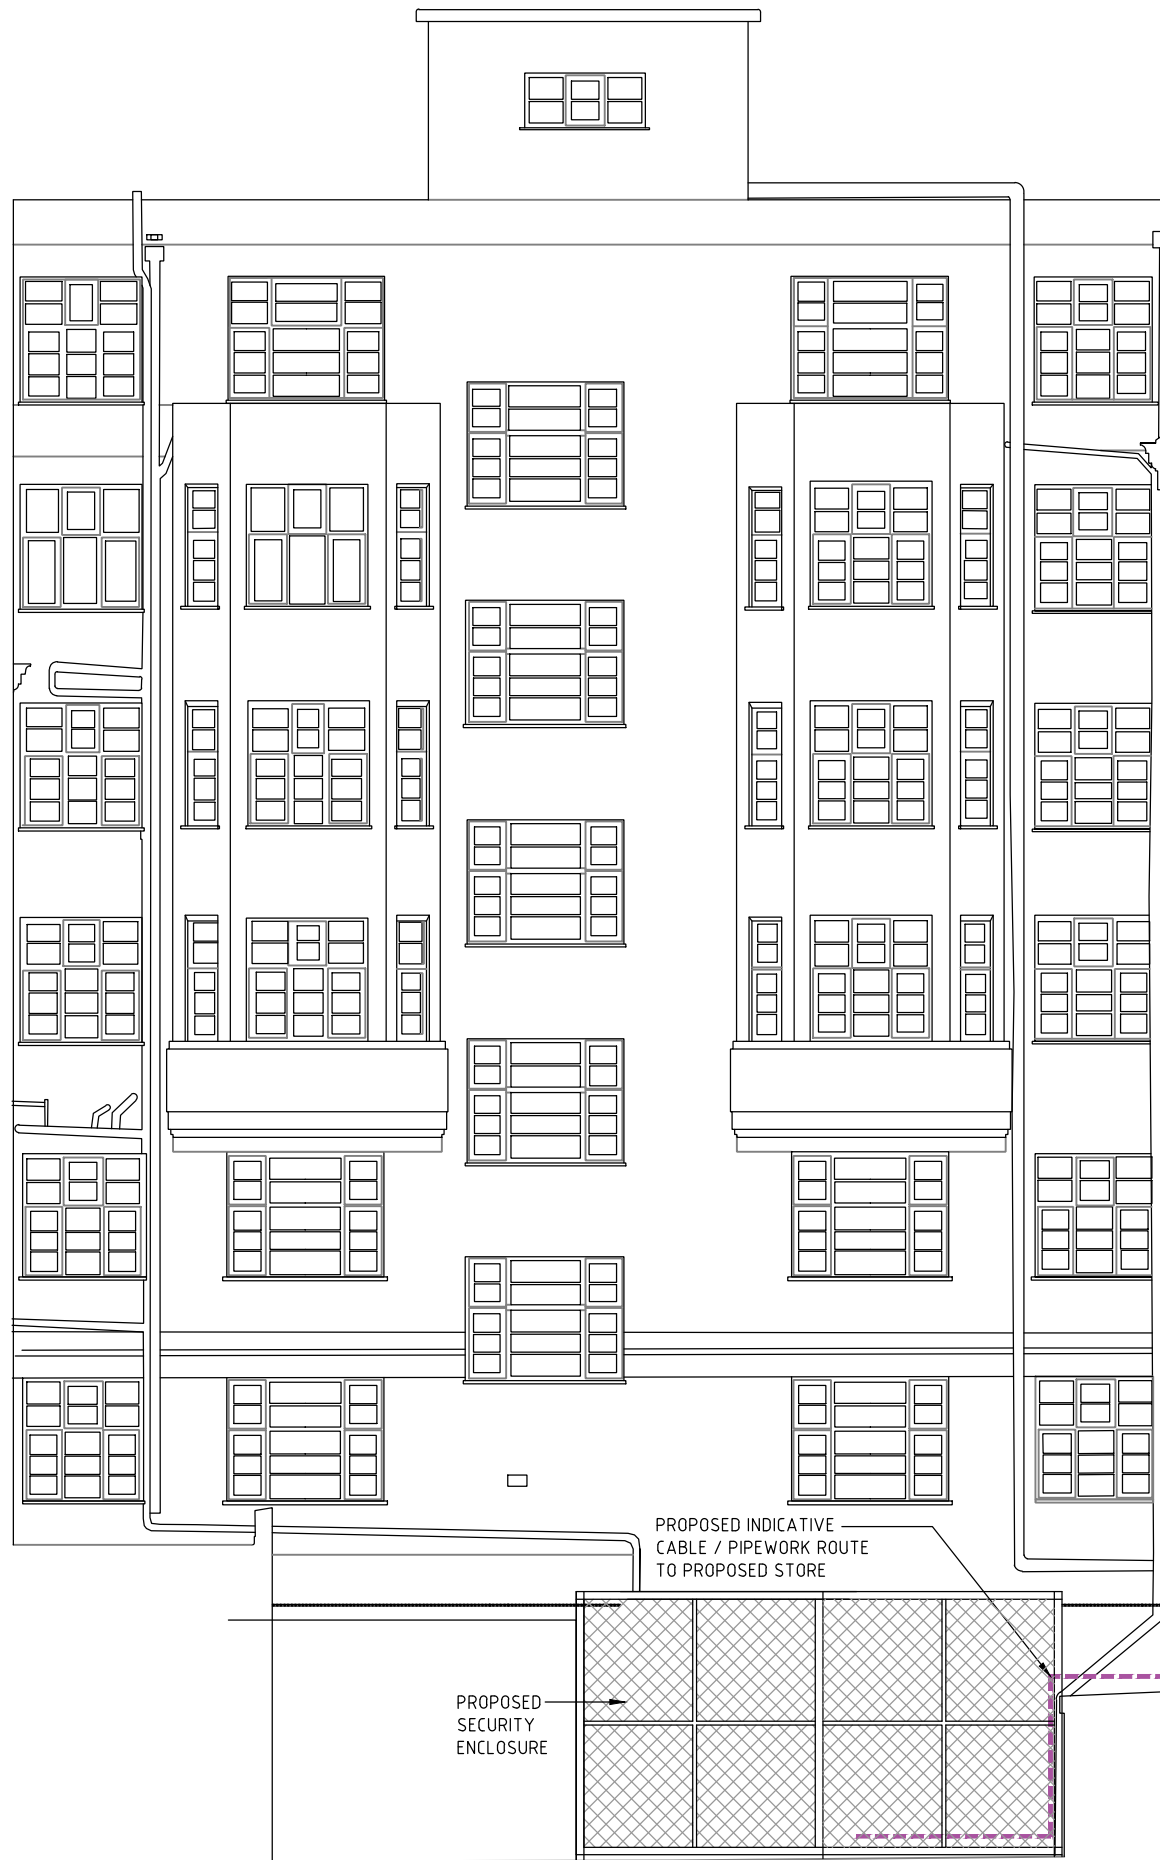 PROPOSED INDICATIVE
CABLE / PIPEWORK ROUTE
TO PROPOSED STORE
PROPOSED
SECURITY
ENCLOSURE